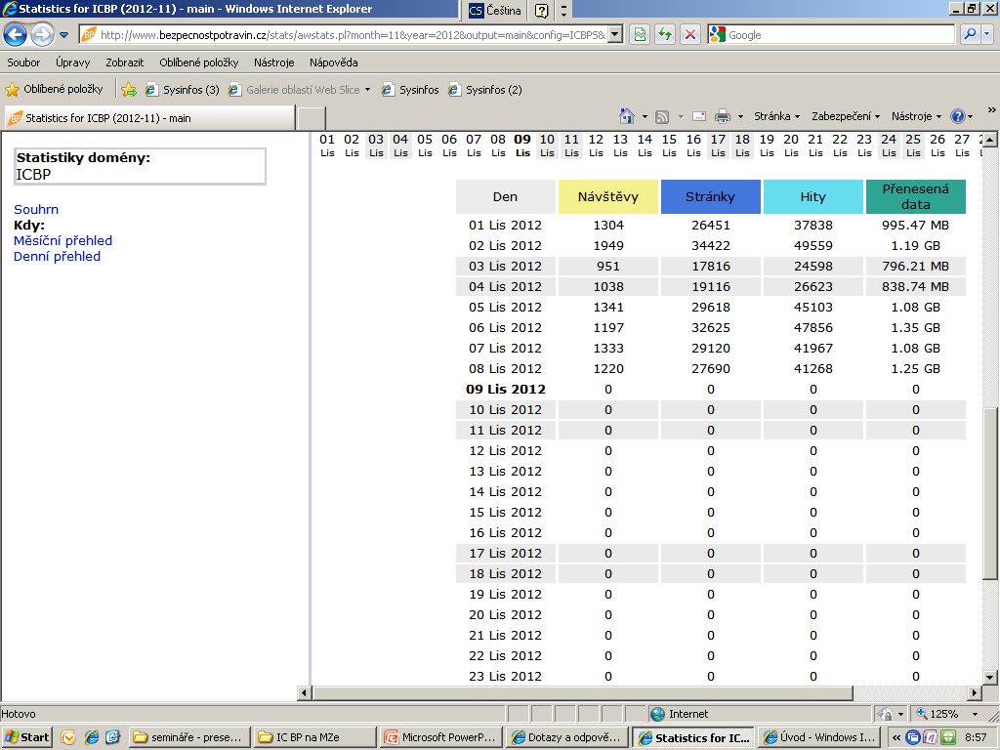 Statistics for ICBP (2012-11) - main - Windows Internet Explorer
CS Čeština
http://www.bezpecnostpotravin.cz/stats/awstats.pl?month=11&year=2012&output=main&config=ICBPS&
Google
Soubor Úpravy Zobrazit Oblíbené položky Nástroje Nápověda
Oblíbené položky Sysinfos (3) Galerie oblastí Web Slice Sysinfos Sysinfos (2)
BP Statistics for ICBP (2012-11) - main
Stránka Zabezpečení Nástroje
Statistiky domény:
ICBP
Souhrn
Kdy:
Měsíční přehled
Denní přehled
01 02 03 04 05 06 07 08 09 10 11 12 13 14 15 16 17 18 19 20 21 22 23 24 25 26 27
Lis Lis Lis Lis Lis Lis Lis Lis Lis Lis Lis Lis Lis Lis Lis Lis Lis Lis Lis Lis Lis Lis Lis Lis Lis Lis Lis
Den Návštěvy Stránky Hity Přenesená data
01 Lis 2012 1304 26451 37838 995.47 MB
02 Lis 2012 1949 34422 49559 1.19 GB
03 Lis 2012 951 17816 24598 796.21 MB
04 Lis 2012 1038 19116 26623 838.74 MB
05 Lis 2012 1341 29618 45103 1.08 GB
06 Lis 2012 1197 32625 47856 1.35 GB
07 Lis 2012 1333 29120 41967 1.08 GB
08 Lis 2012 1220 27690 41268 1.25 GB
09 Lis 2012 0 0 0 0
10 Lis 2012 0 0 0 0
11 Lis 2012 0 0 0 0
12 Lis 2012 0 0 0 0
13 Lis 2012 0 0 0 0
14 Lis 2012 0 0 0 0
15 Lis 2012 0 0 0 0
16 Lis 2012 0 0 0 0
17 Lis 2012 0 0 0 0
18 Lis 2012 0 0 0 0
19 Lis 2012 0 0 0 0
20 Lis 2012 0 0 0 0
21 Lis 2012 0 0 0 0
22 Lis 2012 0 0 0 0
23 Lis 2012 0 0 0 0
Hotovo Internet 125%
Start semináře - prese... IC BP na MZe Microsoft PowerP... Dotazy a odpově... Statistics for IC... Úvod - Windows I... 8:57